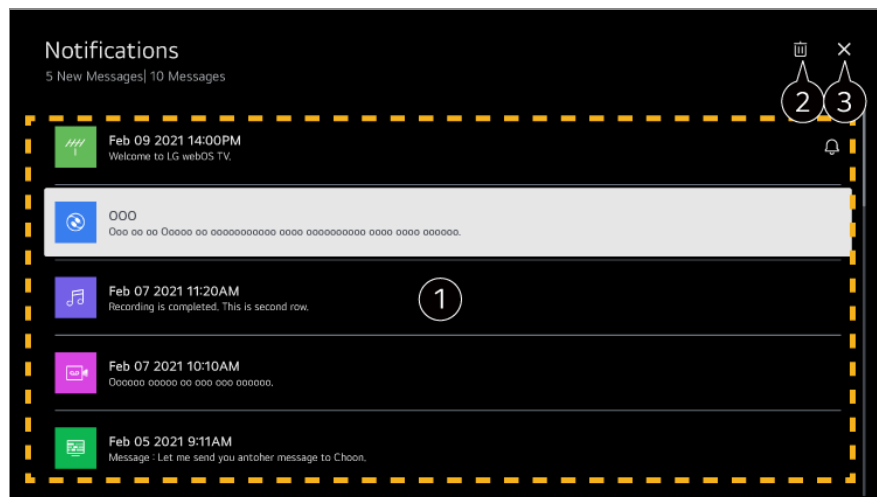 Notifications
5 New Messages| 10 Messages
2 3
Feb 09 2021 14:00PM
Welcome to LG webOS TV.
OOO
Ooo oo oo Ooooo oo ooooooooooo oooo oooooooooo oooo oooo oooooo.
Feb 07 2021 11:20AM
Recording is completed. This is second row.
1
Feb 07 2021 10:10AM
Oooooo ooooo oo ooo ooo oooooo.
Feb 05 2021 9:11AM
Message : Let me send you antoher message to Choon.